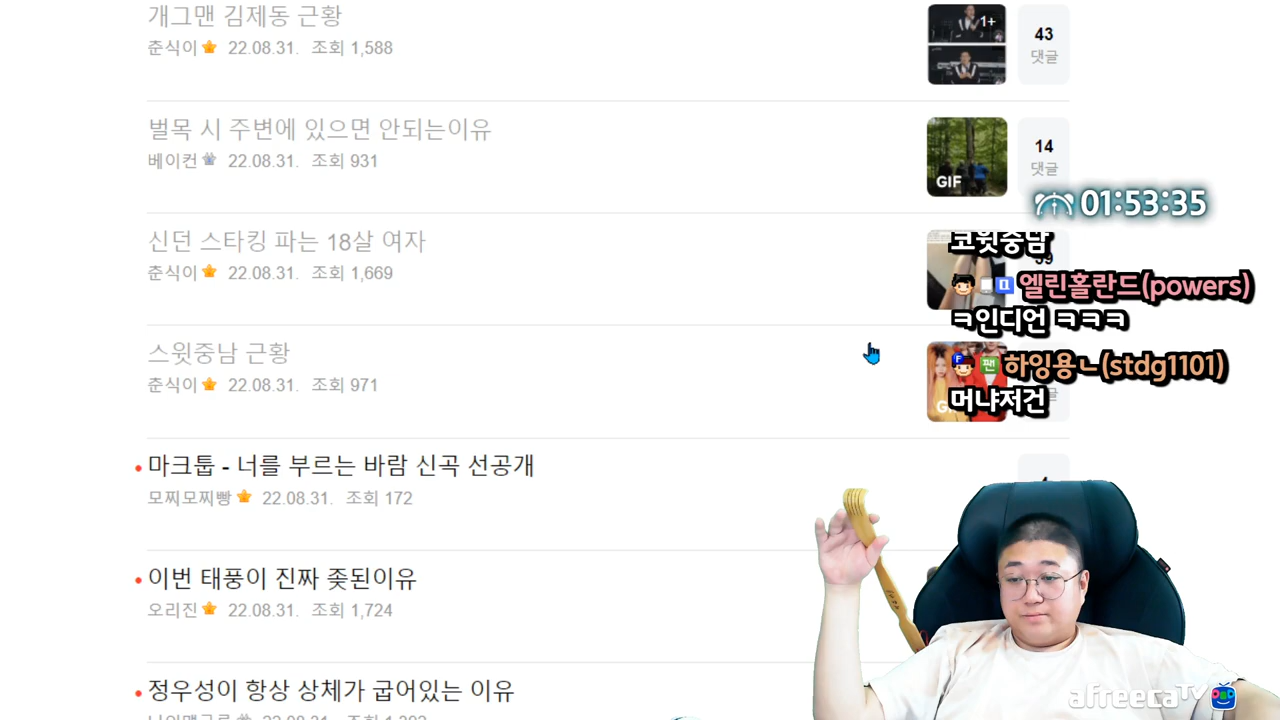 개그맨 김제동 근황
춘식이 22.08.31. 조회 1,588
1+
43
댓글
벌목 시 주변에 있으면 안되는이유
베이컨 22.08.31. 조회 931
GIF
14
댓글
01:53:35
신던 스타킹 파는 18살 여자
춘식이 22.08.31. 조회 1,669
코윗중남
엘린홀란드(powers)
ㅋ인디언 ㅋㅋㅋ
스윗중남 근황
춘식이 22.08.31. 조회 971
하잉용ㄴ(stdg1101)
머냐저건
마크툽 - 너를 부르는 바람 신곡 선공개
모찌모찌빵 22.08.31. 조회 172
이번 태풍이 진짜 좆된이유
오리진 22.08.31. 조회 1,724
정우성이 항상 상체가 굽어있는 이유
afreecaTV